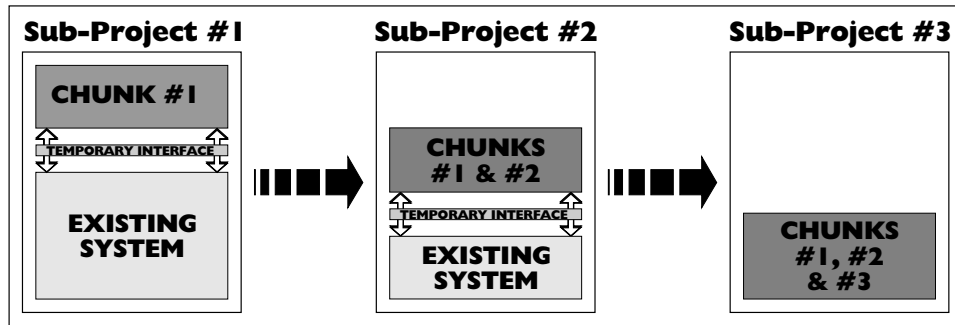 Sub-Project #1
CHUNK #1
TEMPORARY INTERFACE
EXISTING
SYSTEM
Sub-Project #2
CHUNKS
#1 & #2
TEMPORARY INTERFACE
EXISTING
SYSTEM
Sub-Project #3
CHUNKS
#1, #2
& #3